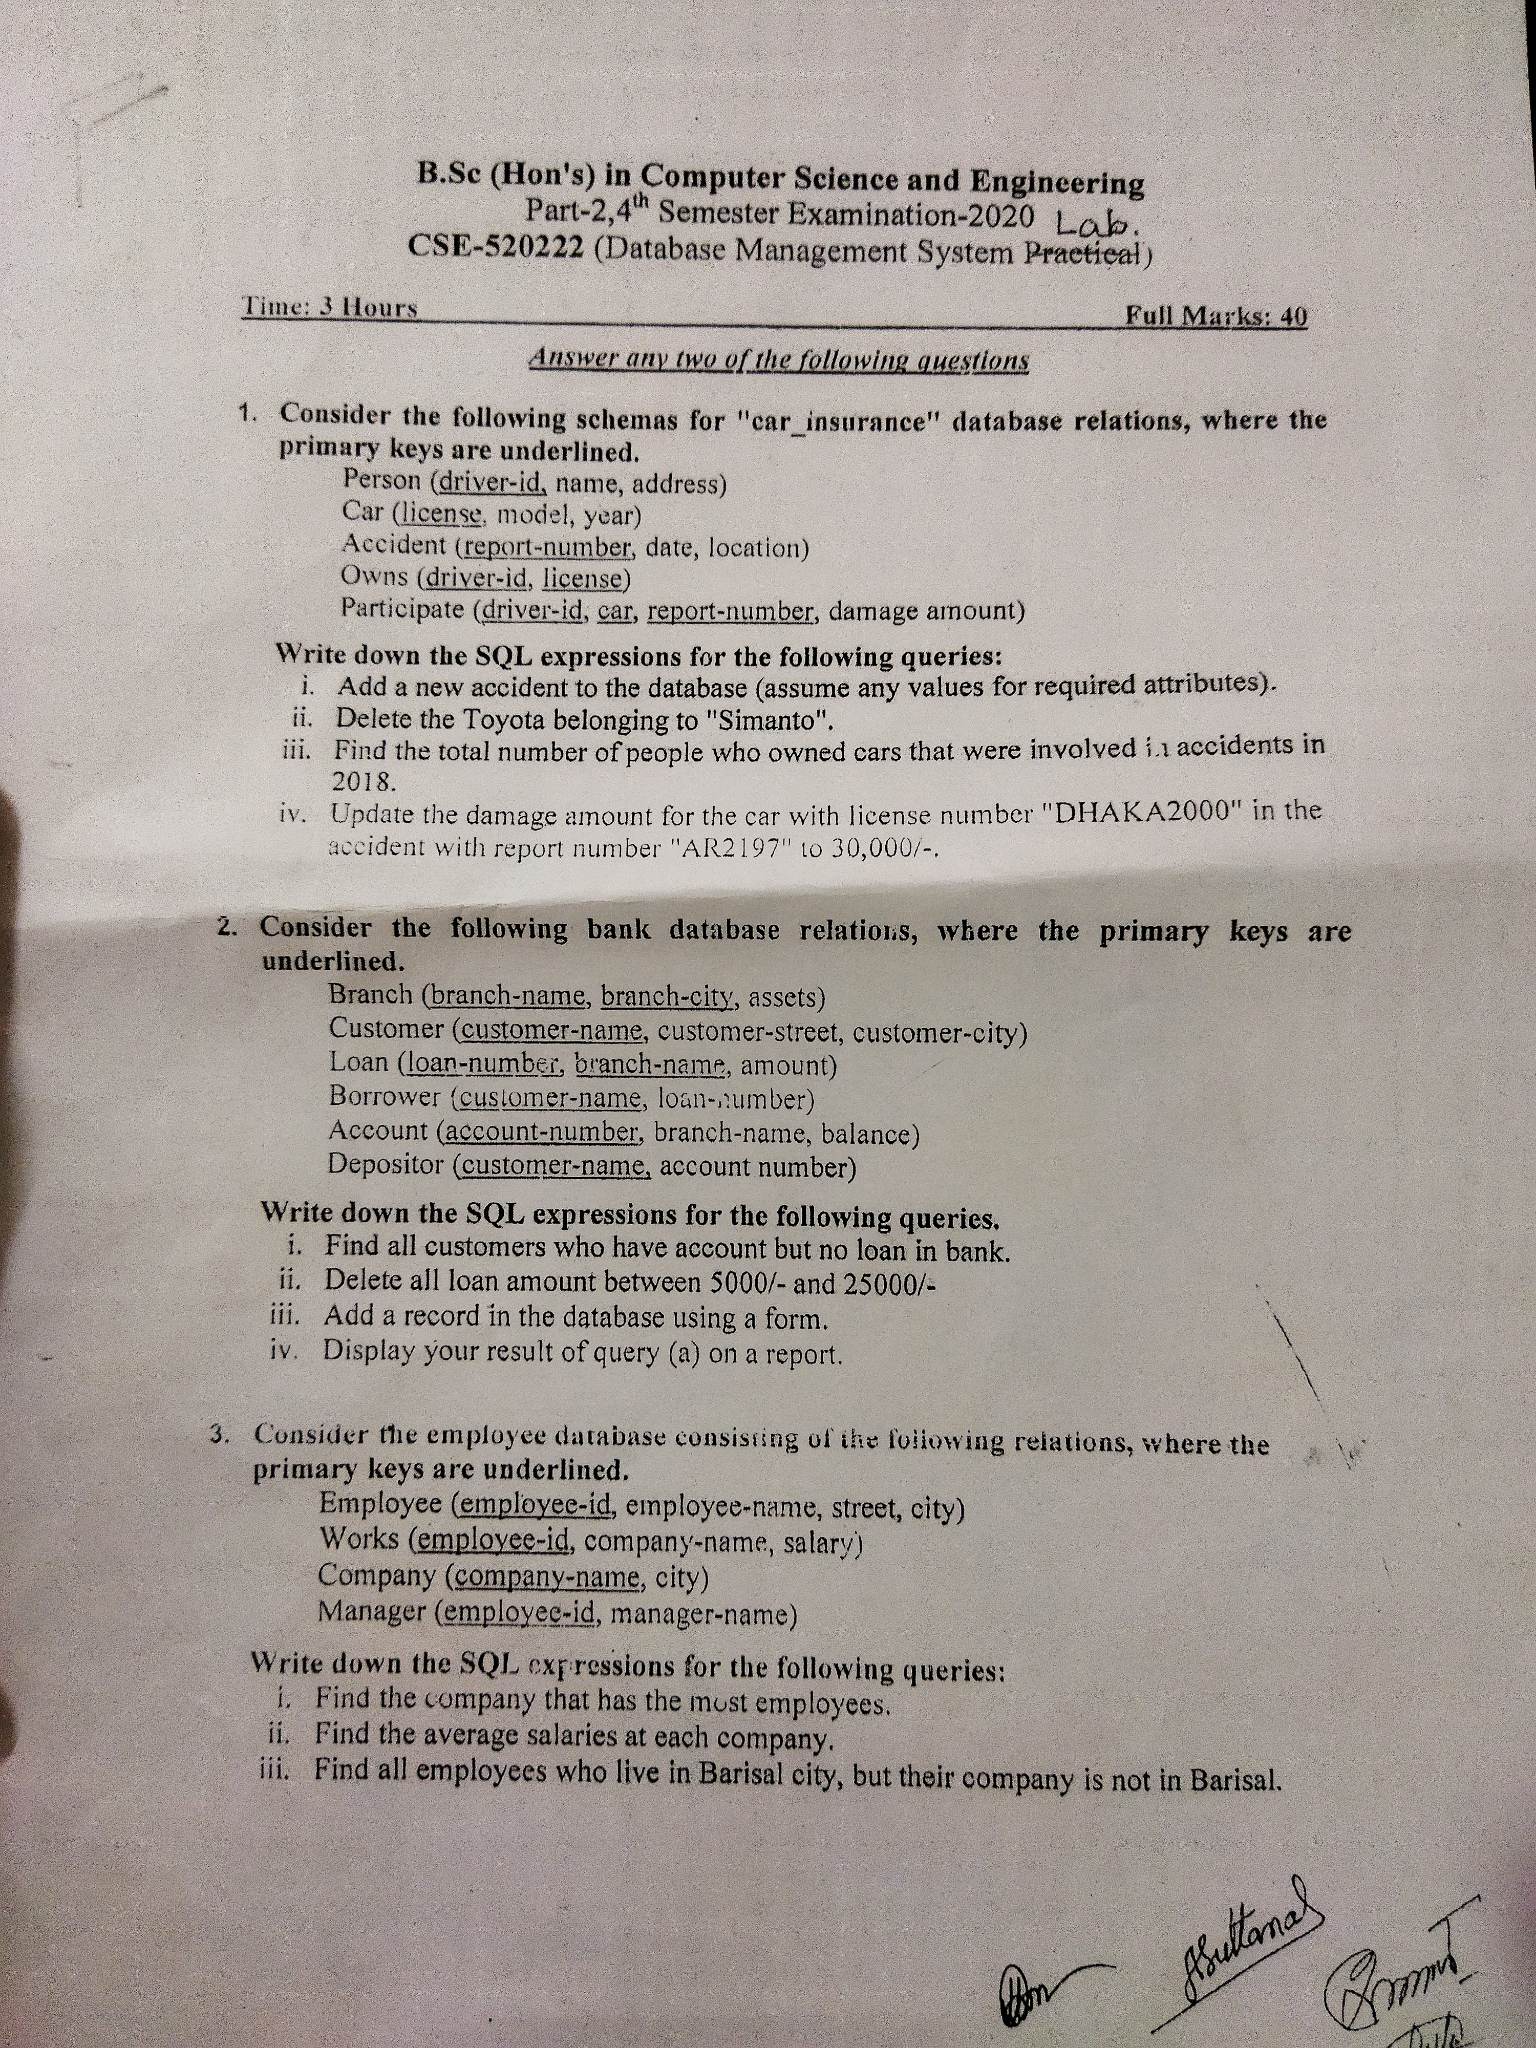 B.Sc (Hon's) in Computer Science and Engineering
Part-2,4th Semester Examination-2020 Lab.
CSE-520222 (Database Management System Practical)
Time: 3 Hours Full Marks: 40
Answer any two of the following questions
1. Consider the following schemas for "car_insurance" database relations, where the
primary keys are underlined.
Person (driver-id, name, address)
Car (license, model, year)
Accident (report-number, date, location)
Owns (driver-id, license)
Participate (driver-id, car, report-number, damage amount)
Write down the SQL expressions for the following queries:
i. Add a new accident to the database (assume any values for required attributes).
ii. Delete the Toyota belonging to "Simanto".
iii. Find the total number of people who owned cars that were involved in accidents in
2018.
iv. Update the damage amount for the car with license number "DHAKA2000" in the
accident with report number "AR2197" to 30,000/-.
2. Consider the following bank database relations, where the primary keys are
underlined.
Branch (branch-name, branch-city, assets)
Customer (customer-name, customer-street, customer-city)
Loan (loan-number, branch-name, amount)
Borrower (customer-name, loan-number)
Account (account-number, branch-name, balance)
Depositor (customer-name, account number)
Write down the SQL expressions for the following queries.
i. Find all customers who have account but no loan in bank.
ii. Delete all loan amount between 5000/- and 25000/-
iii. Add a record in the database using a form.
iv. Display your result of query (a) on a report.
3. Consider the employee database consisting of the following relations, where the
primary keys are underlined.
Employee (employee-id, employee-name, street, city)
Works (employee-id, company-name, salary)
Company (company-name, city)
Manager (employee-id, manager-name)
Write down the SQL expressions for the following queries:
i. Find the company that has the most employees.
ii. Find the average salaries at each company.
iii. Find all employees who live in Barisal city, but their company is not in Barisal.